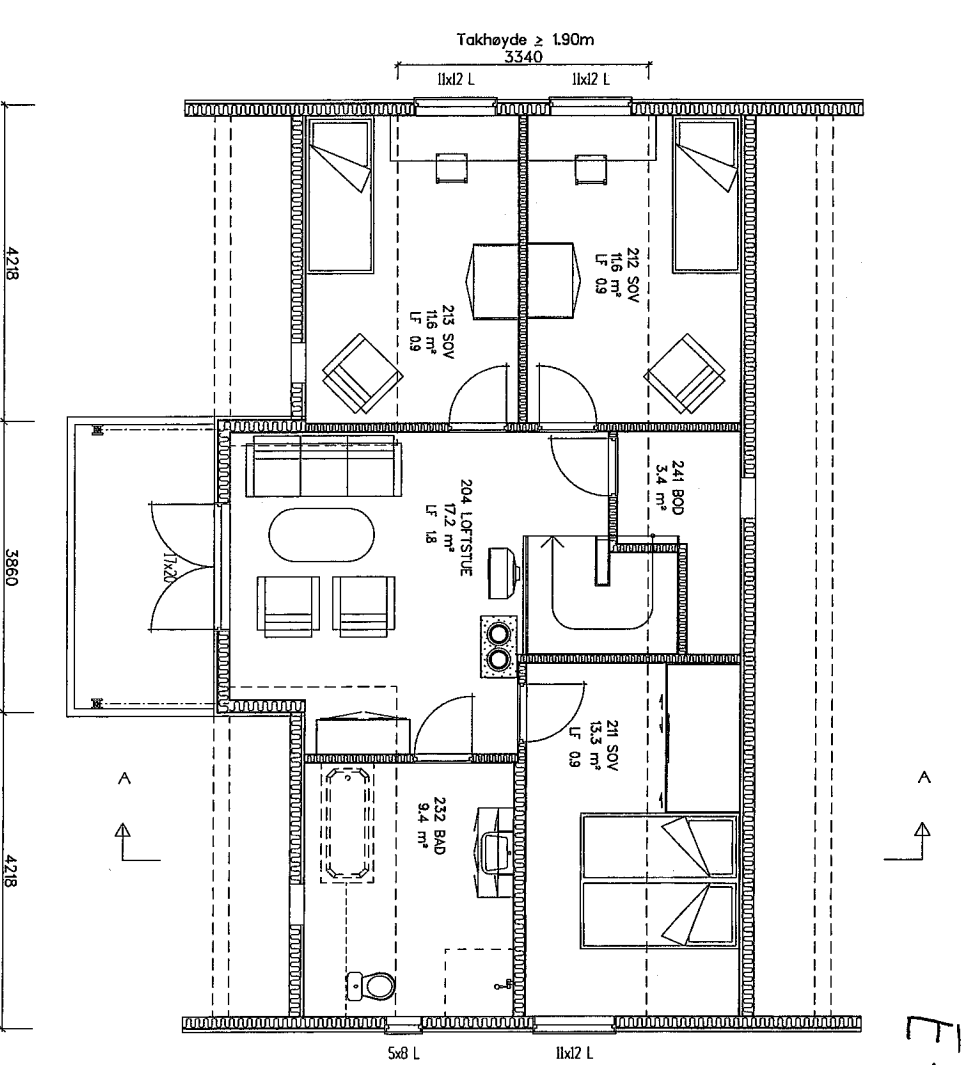 Takhøyde ≥ 1.90m
3340
11x12 L
11x12 L
4218
3860
4218
212 SOV
11.6 m²
LF 0.9
213 SOV
11.6 m²
LF 0.9
241 BOD
3.4 m²
204 LOFTSTUE
17.2 m²
LF 1.8
17x20
211 SOV
13.3 m²
LF 0.9
232 BAD
9.4 m²
A
A
5x8 L
11x12 L